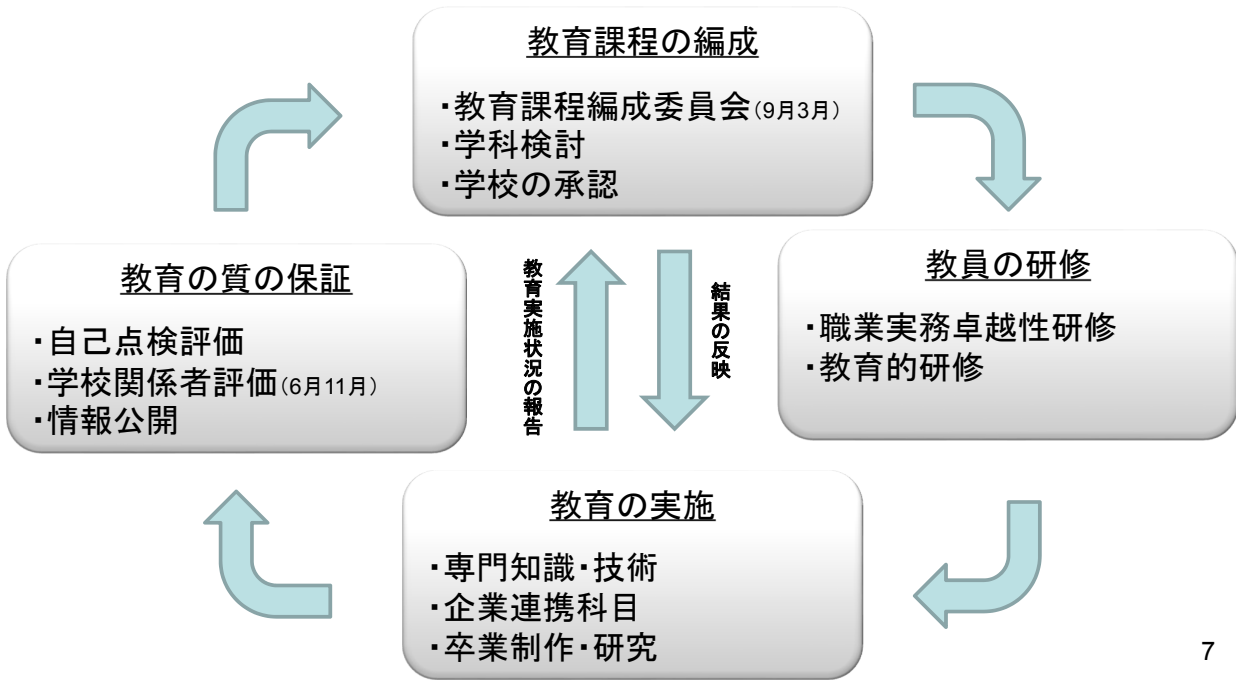 教育課程の編成
・教育課程編成委員会(9月3月)
・学科検討
・学校の承認
教育の質の保証
・自己点検評価
・学校関係者評価(6月11月)
・情報公開
教育実施状況の報告
結果の反映
教員の研修
・職業実務卓越性研修
・教育的研修
教育の実施
・専門知識・技術
・企業連携科目
・卒業制作・研究
7